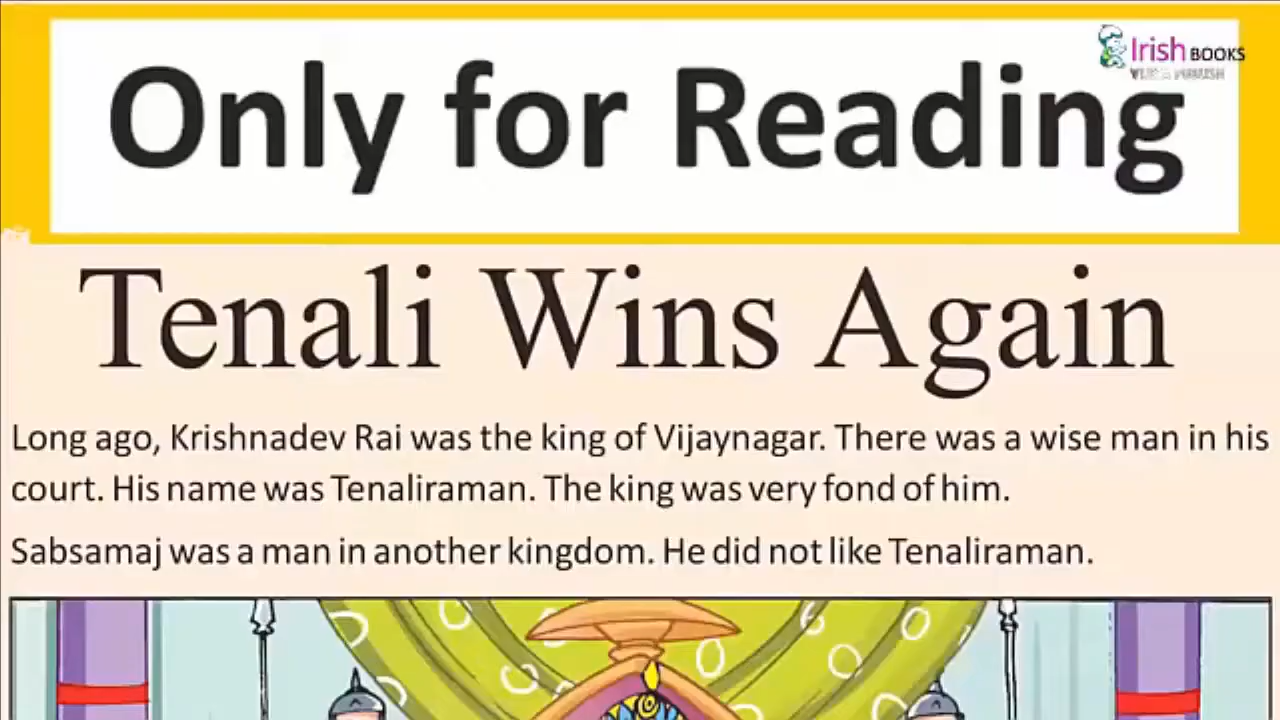 Irish BOOKS
Only for Reading
Tenali Wins Again
Long ago, Krishnadev Rai was the king of Vijaynagar. There was a wise man in his
court. His name was Tenaliraman. The king was very fond of him.
Sabsamaj was a man in another kingdom. He did not like Tenaliraman.